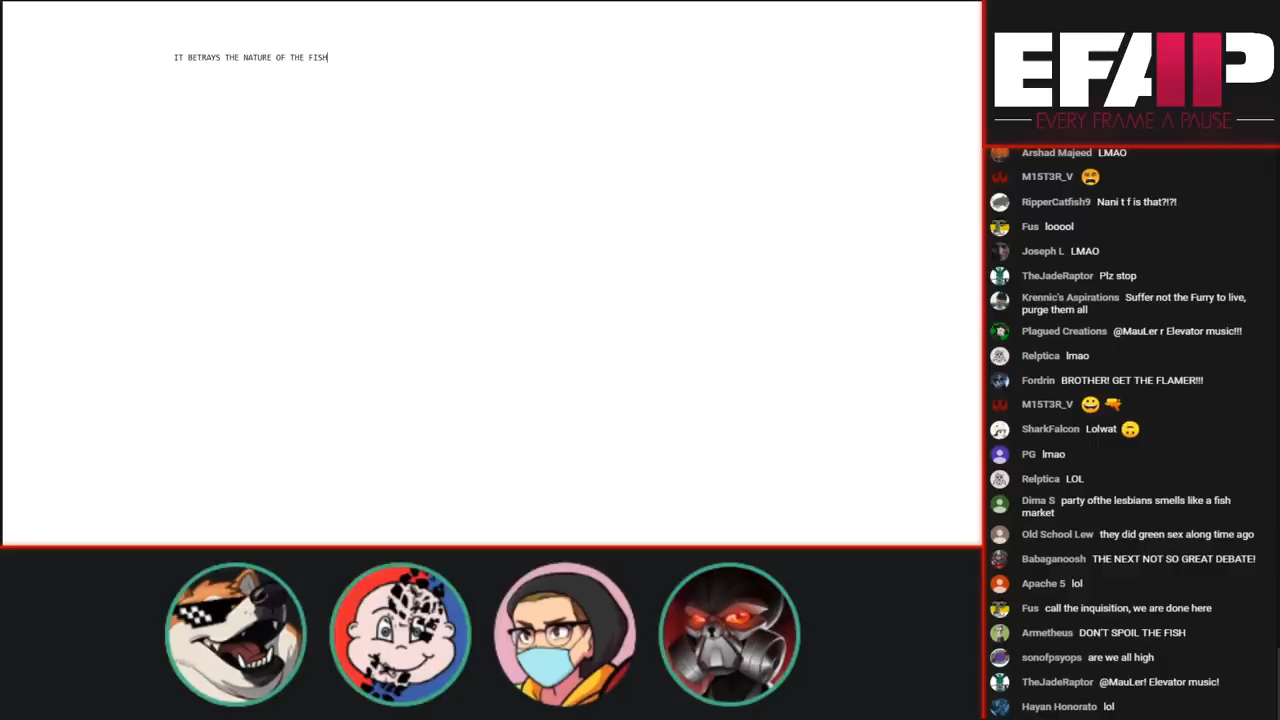 IT BETRAYS THE NATURE OF THE FISH
EFAP
EVERY FRAME A PAUSE
Arshad Majeed LMAO
M15T3R_V
RipperCatfish9 Nani t f is that?!?!
Fus looool
Joseph L LMAO
TheJadeRaptor Plz stop
Krennic's Aspirations Suffer not the Furry to live,
purge them all
Plagued Creations @MauLer r Elevator music!!!
Relptica lmao
Fordrin BROTHER! GET THE FLAMER!!!
M15T3R_V
SharkFalcon Lolwat
PG lmao
Relptica LOL
Dima S party ofthe lesbians smells like a fish
market
Old School Lew they did green sex along time ago
Babaganoosh THE NEXT NOT SO GREAT DEBATE!
Apache 5 lol
Fus call the inquisition, we are done here
Armetheus DON'T SPOIL THE FISH
sonofpsyops are we all high
TheJadeRaptor @MauLer! Elevator music!
Hayan Honorato lol